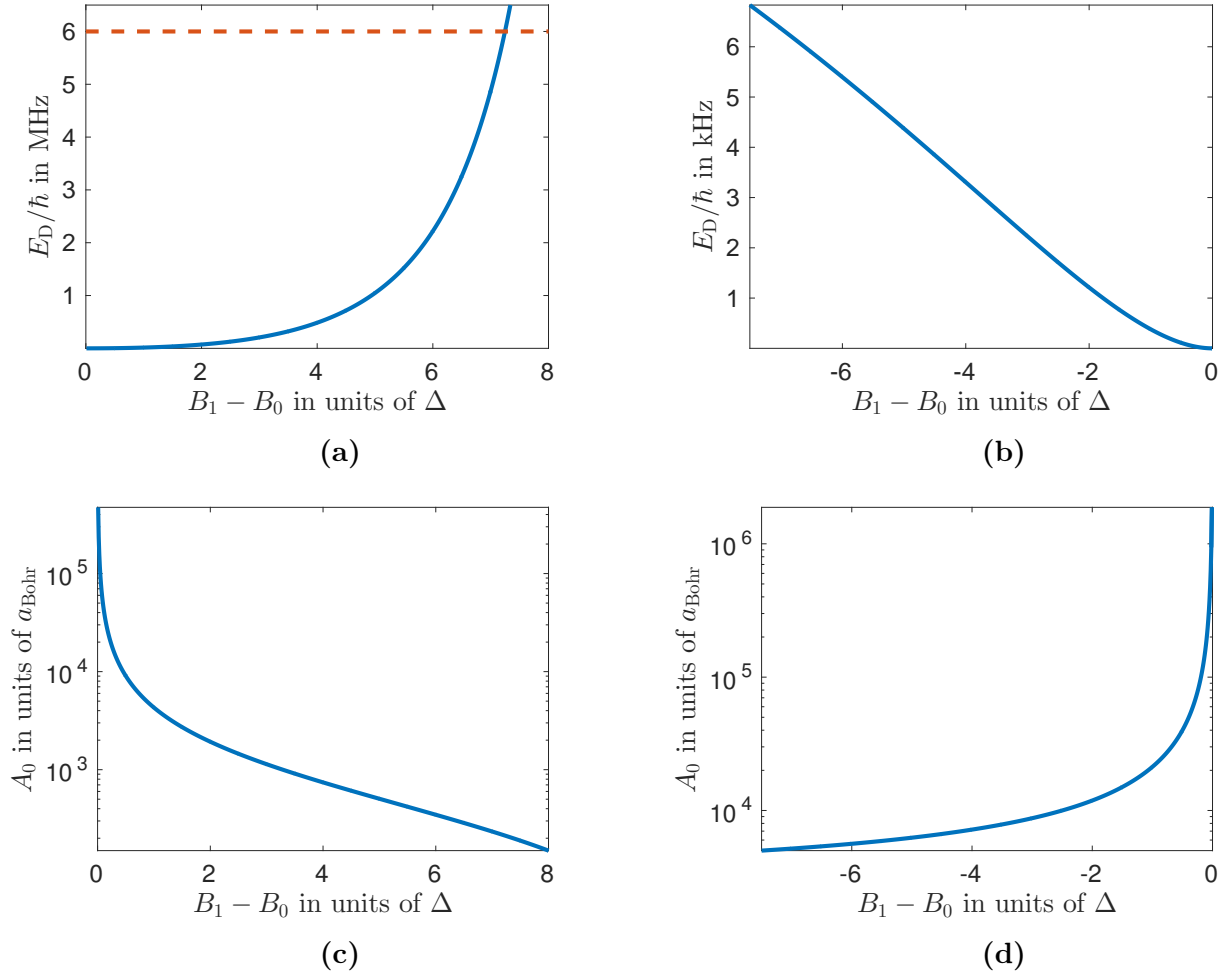 6
5
4
3
2
1
0 2 4 6 8
E_D/ħ in MHz
B_1 − B_0 in units of Δ
(a)
6
5
4
3
2
1
-6 -4 -2 0
E_D/ħ in kHz
B_1 − B_0 in units of Δ
(b)
10^5
10^4
10^3
0 2 4 6 8
A_0 in units of a_Bohr
B_1 − B_0 in units of Δ
(c)
10^6
10^5
10^4
-6 -4 -2 0
A_0 in units of a_Bohr
B_1 − B_0 in units of Δ
(d)